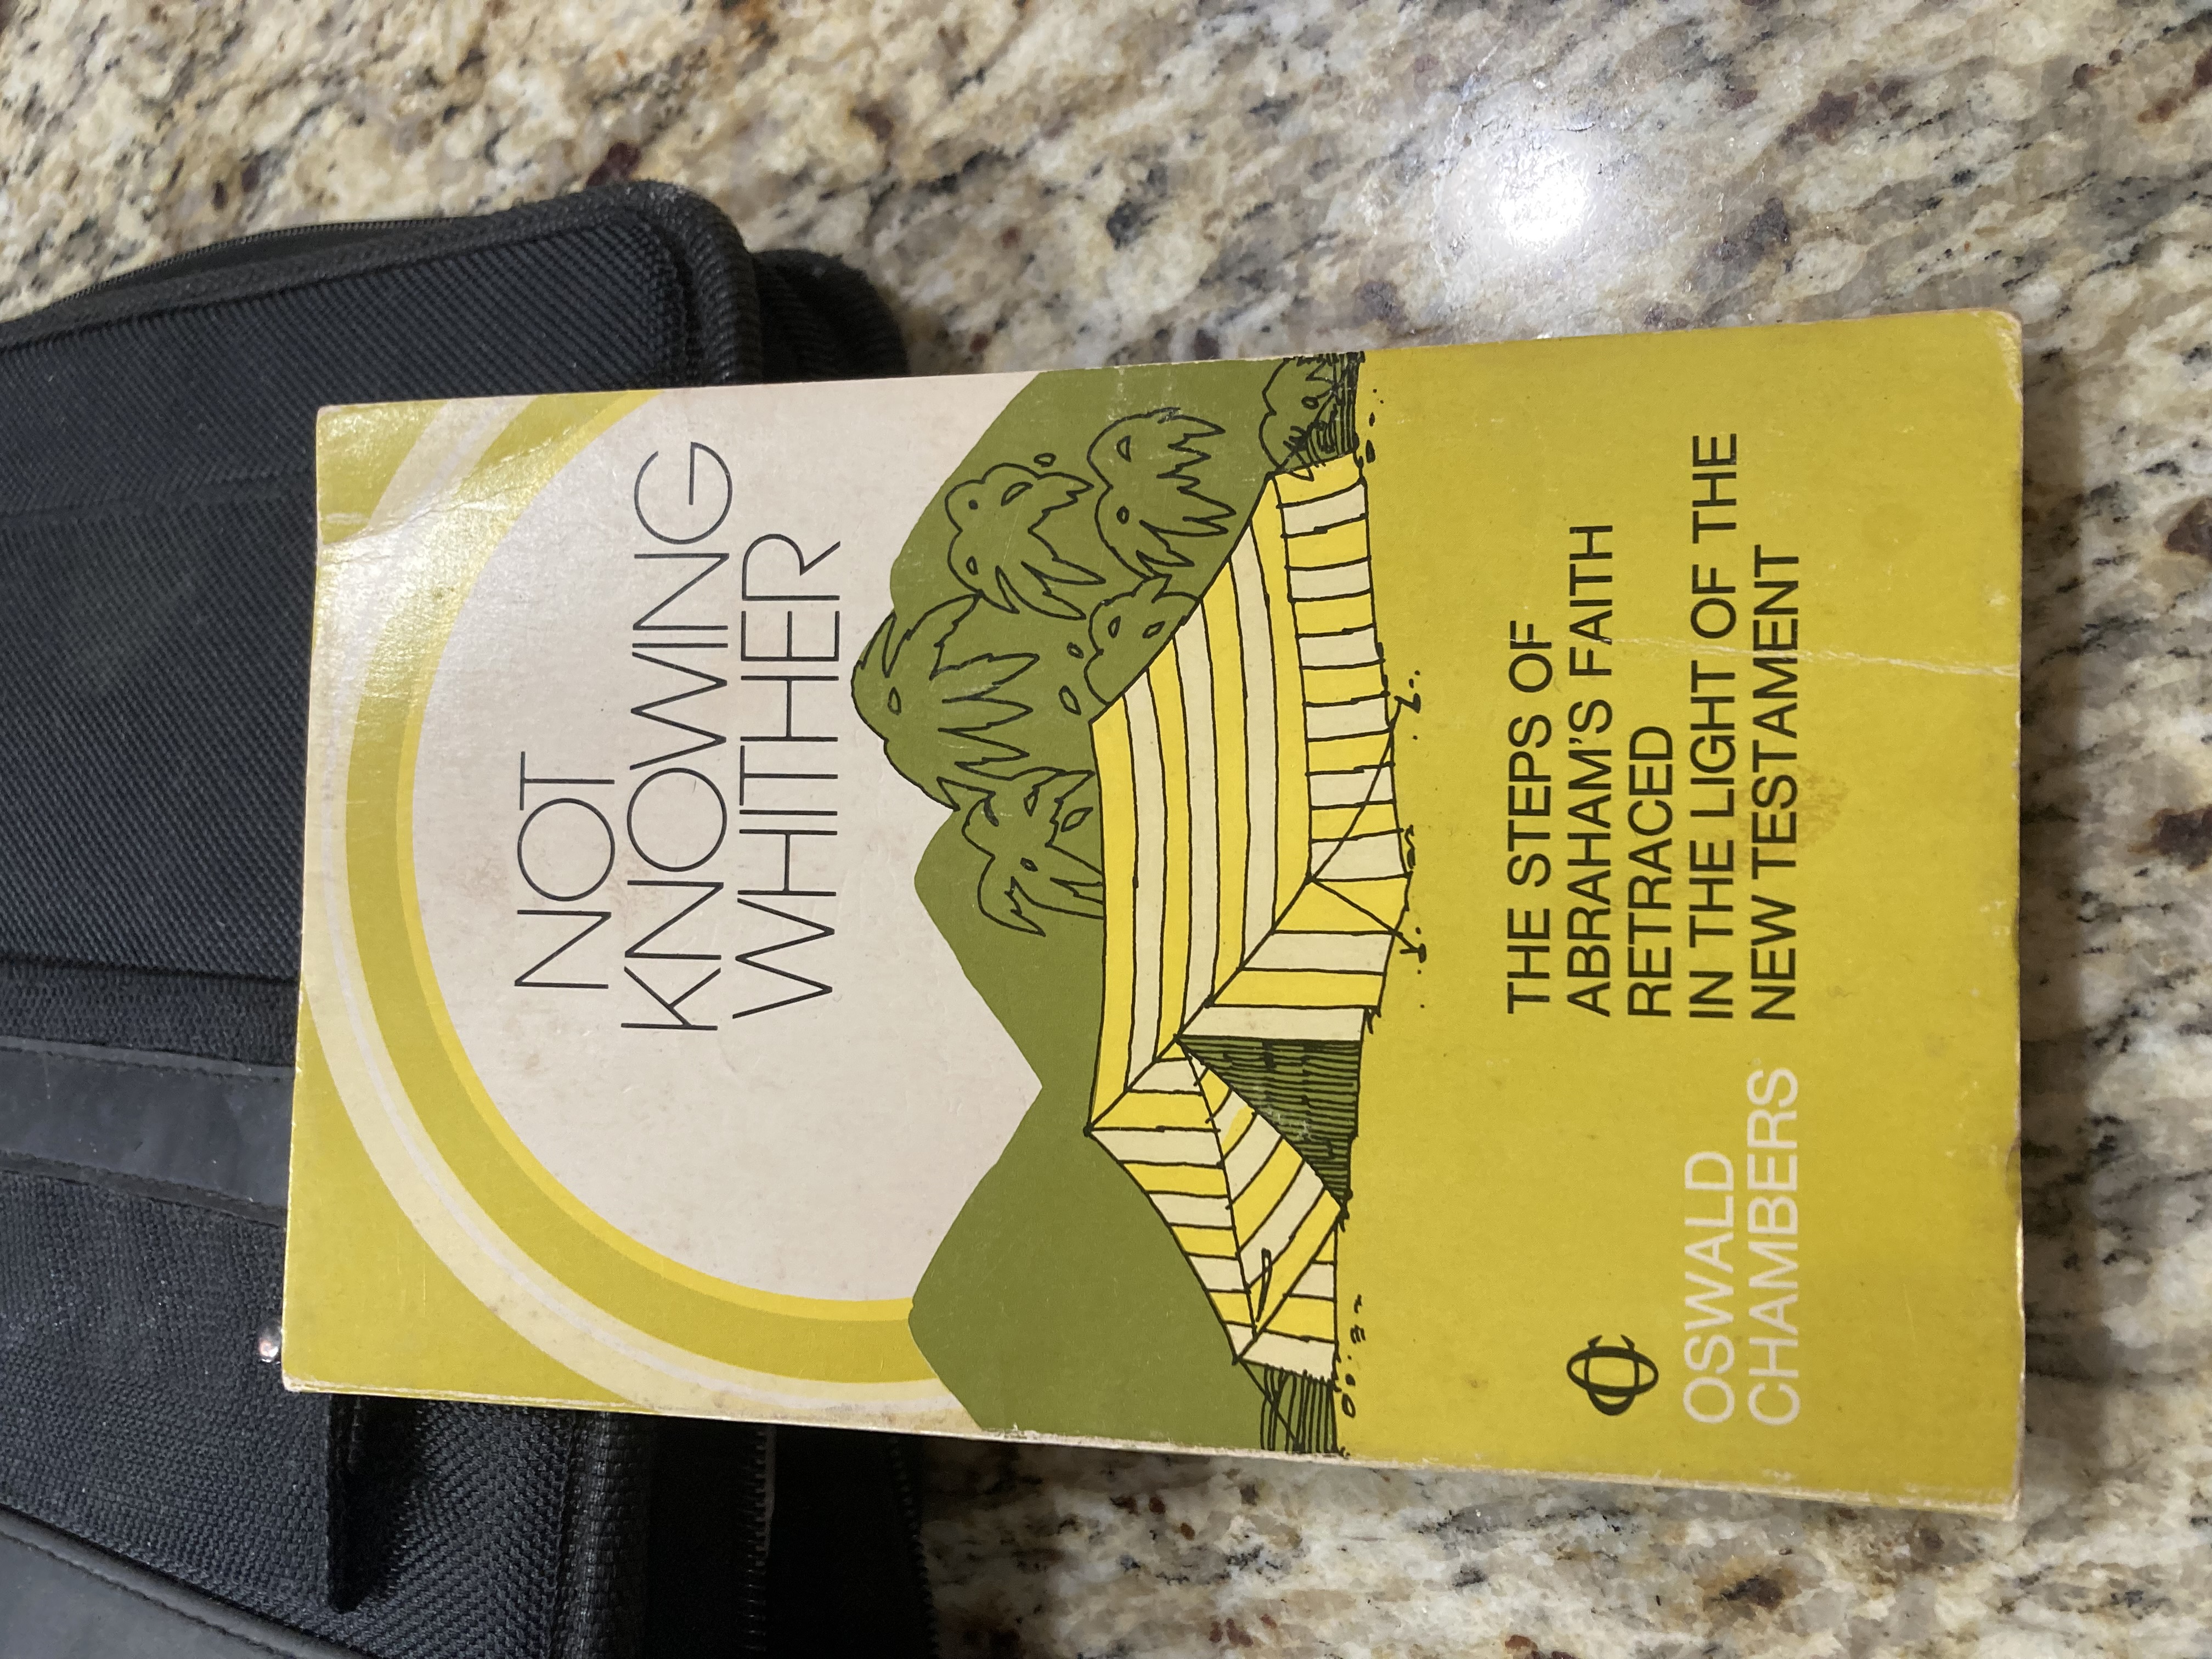 NOT
KNOWING
WHITHER
THE STEPS OF
ABRAHAM'S FAITH
RETRACED
IN THE LIGHT OF THE
NEW TESTAMENT
OSWALD
CHAMBERS